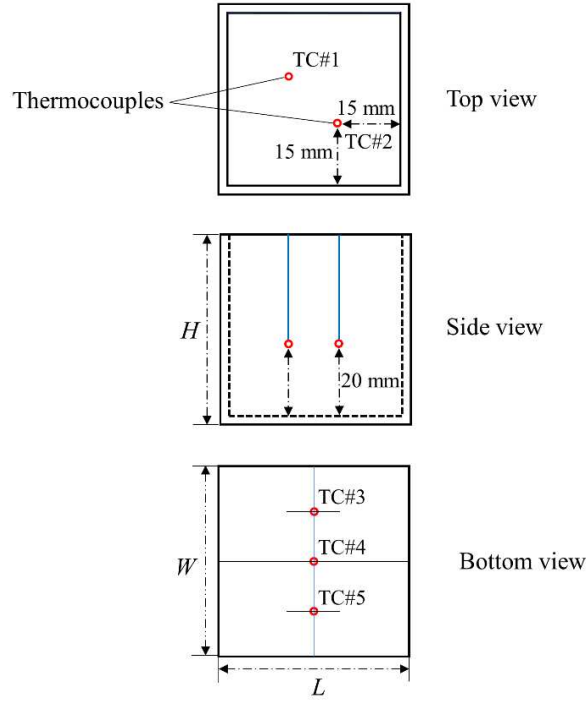 TC#1
Thermocouples
Top view
15 mm
TC#2
15 mm
H
Side view
20 mm
TC#3
TC#4
Bottom view
W
TC#5
L